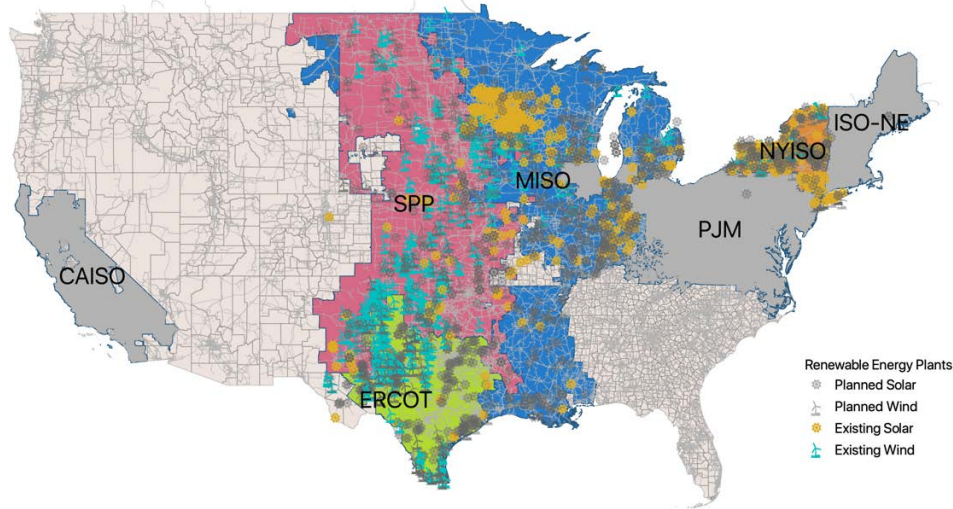 ISO-NE
NYISO
MISO
SPP
PJM
CAISO
ERCOT
Renewable Energy Plants
Planned Solar
Planned Wind
Existing Solar
Existing Wind